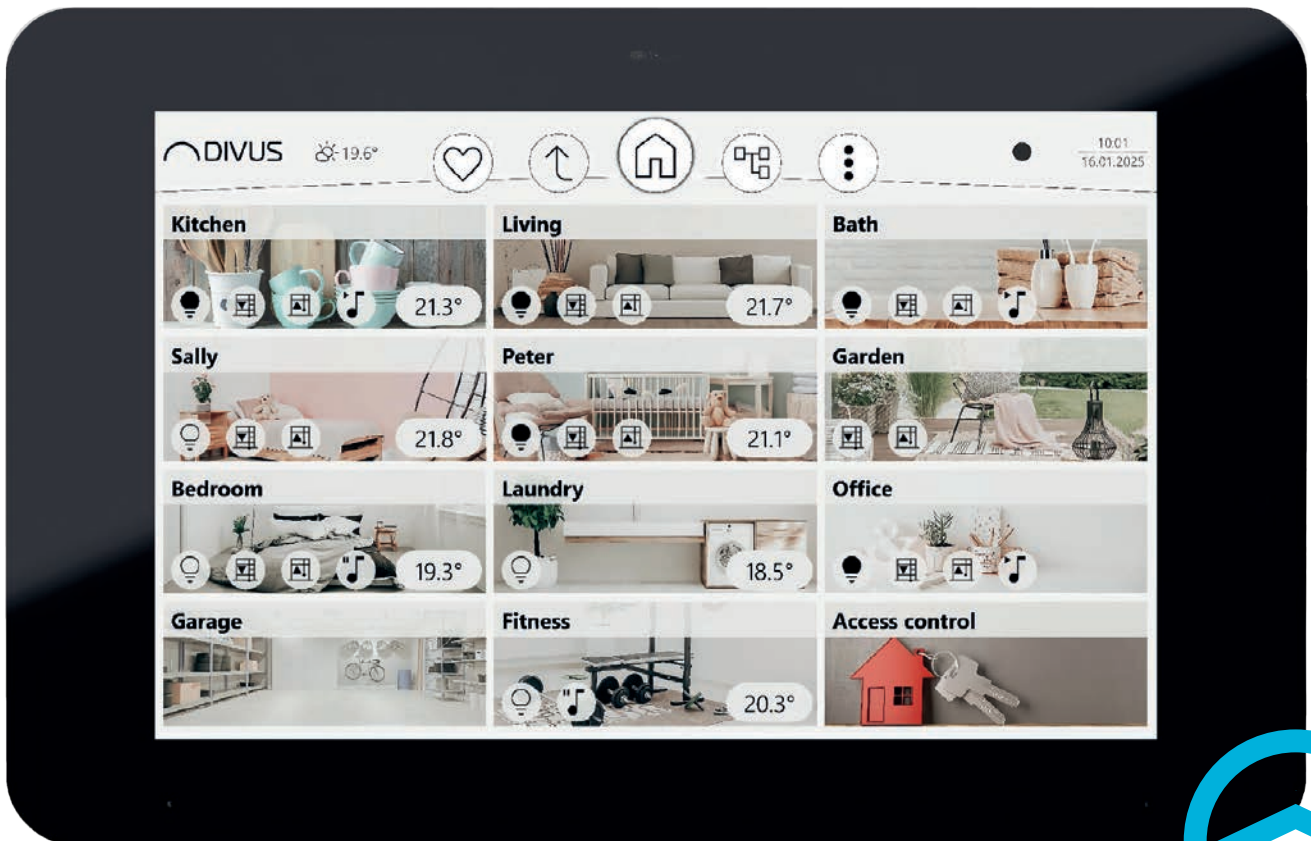 DIVUS
19.6°
10:01
16.01.2025
Kitchen
21.3°
Living
21.7°
Bath
Sally
21.8°
Peter
21.1°
Garden
Bedroom
19.3°
Laundry
18.5°
Office
Garage
Fitness
20.3°
Access control